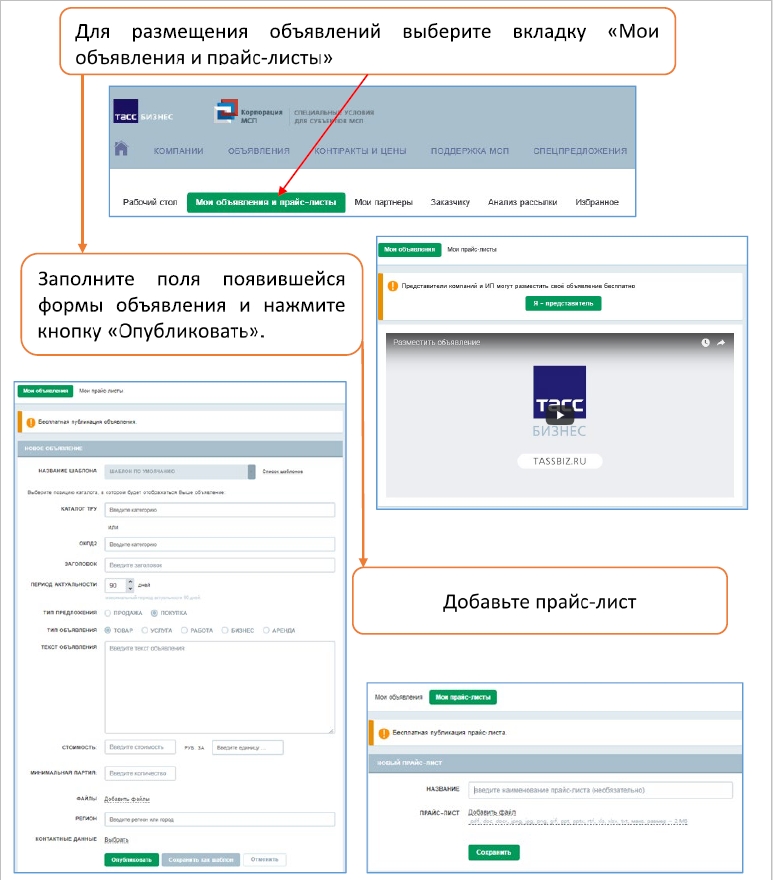 Для размещения объявлений выберите вкладку «Мои
объявления и прайс-листы»
ТАСС БИЗНЕС
Корпорация
МСП
СПЕЦИАЛЬНЫЕ УСЛОВИЯ
ДЛЯ СУБЪЕКТОВ МСП
КОМПАНИИ ОБЪЯВЛЕНИЯ КОНТРАКТЫ И ЦЕНЫ ПОДДЕРЖКА МСП СПЕЦПРЕДЛОЖЕНИЯ
Рабочий стол Мои объявления и прайс-листы Мои партнеры Заказчику Анализ рассылки Избранное
Заполните поля появившейся
формы объявления и нажмите
кнопку «Опубликовать».
Мои объявления Мои прайс-листы
Представители компаний и ИП могут разместить своё объявление бесплатно
Я - представитель
Разместить объявление
ТАСС
БИЗНЕС
TASSBIZ.RU
Мои объявления Мои прайс листы
Бесплатная публикация объявления.
НОВОЕ ОБЪЯВЛЕНИЕ
НАЗВАНИЕ ШАБЛОНА ШАБЛОН ПО УМОЛЧАНИЮ Список шаблонов
Выберите позицию каталога, в котором будет отображаться Ваше объявление:
КАТАЛОГ ТРУ Введите категорию
ИЛИ
ОКПД2 Введите категорию
ЗАГОЛОВОК Введите заголовок
ПЕРИОД АКТУАЛЬНОСТИ 90 дней
ТИП ПРЕДЛОЖЕНИЯ ПРОДАЖА ПОКУПКА
ТИП ОБЪЯВЛЕНИЯ ТОВАР УСЛУГА РАБОТА БИЗНЕС АРЕНДА
ТЕКСТ ОБЪЯВЛЕНИЯ Введите текст объявления
СТОИМОСТЬ Введите стоимость РУБ. ЗА Введите единицу ...
МИНИМАЛЬНАЯ ПАРТИЯ Введите количество
ФАЙЛЫ Добавить файлы
РЕГИОН Введите регион или город
КОНТАКТНЫЕ ДАННЫЕ Выбрать
Опубликовать Сохранить как шаблон Отменить
Добавьте прайс-лист
Мои объявления Мои прайс-листы
Бесплатная публикация прайс-листа.
НОВЫЙ ПРАЙС-ЛИСТ
НАЗВАНИЕ введите наименование прайс-листа (необязательно)
ПРАЙС-ЛИСТ Добавить файл
Сохранить